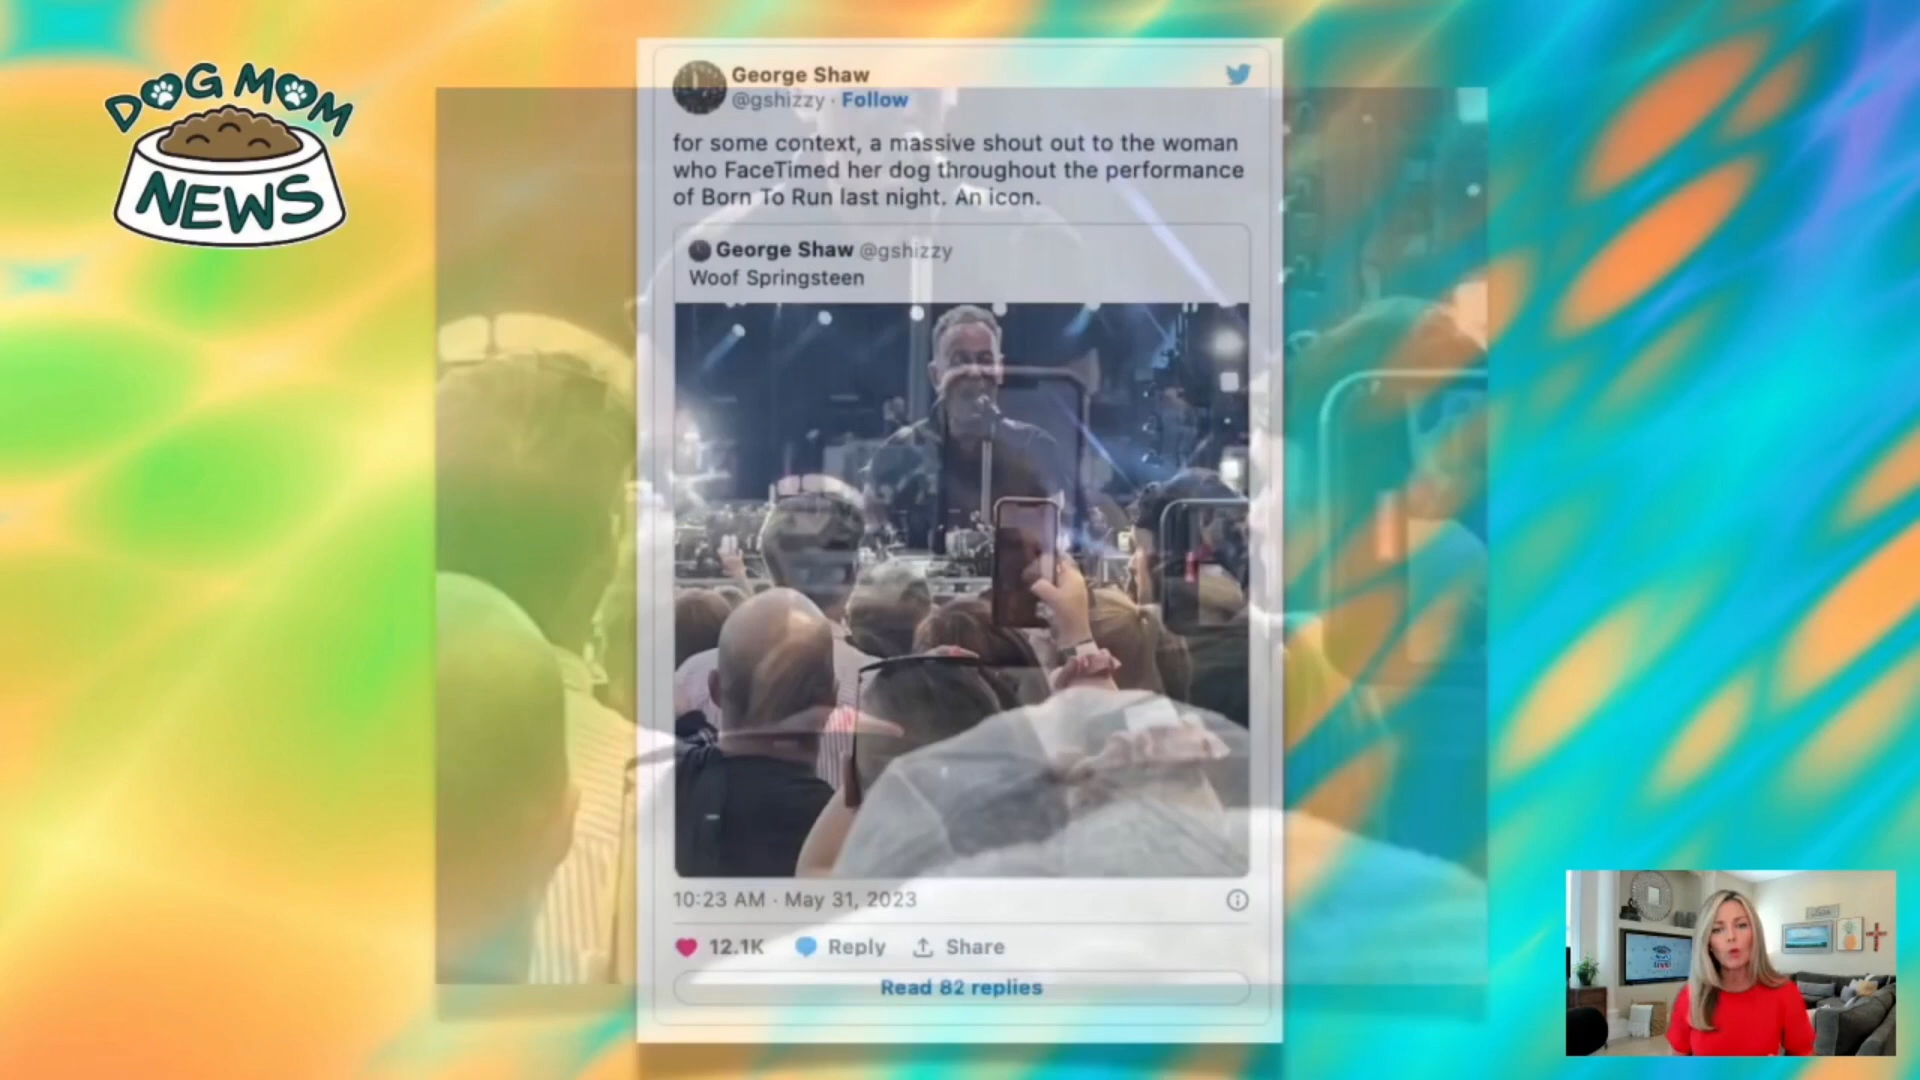 DOG MOM
NEWS
George Shaw
@gshizzy · Follow
for some context, a massive shout out to the woman
who FaceTimed her dog throughout the performance
of Born To Run last night. An icon.
George Shaw @gshizzy
Woof Springsteen
10:23 AM · May 31, 2023
12.1K Reply Share
Read 82 replies